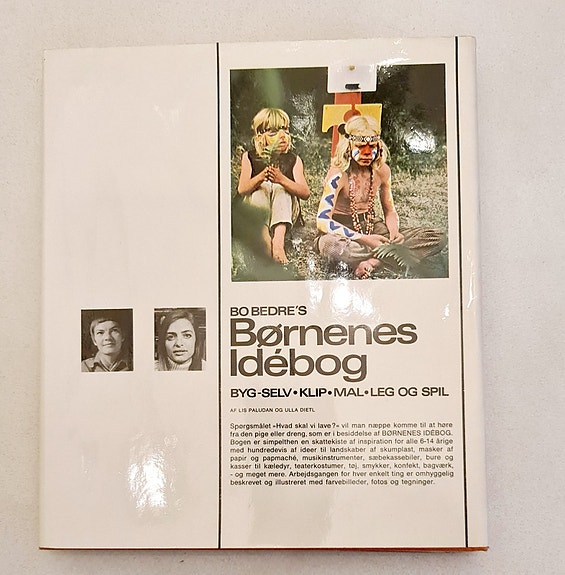 BO BEDRE'S
Børnenes
Idébog
BYG-SELV•KLIP•MAL•LEG OG SPIL
AF LIS PALUDAN OG ULLA DIETL
Spørgsmålet »Hvad skal vi lave?« vil man næppe komme til at høre
fra den pige eller dreng, som er i besiddelse af BØRNENES IDÉBOG.
Bogen er simpelthen en skattekiste af inspiration for alle 6-14 årige
med hundredevis af ideer til landskaber af skumplast, masker af
papir og papmaché, musikinstrumenter, sæbekassebiler, bure og
kasser til kæledyr, teaterkostumer, tøj, smykker, konfekt, bagværk,
- og meget mere. Arbejdsgangen for hver enkelt ting er omhyggelig
beskrevet og illustreret med farvebilleder, fotos og tegninger.